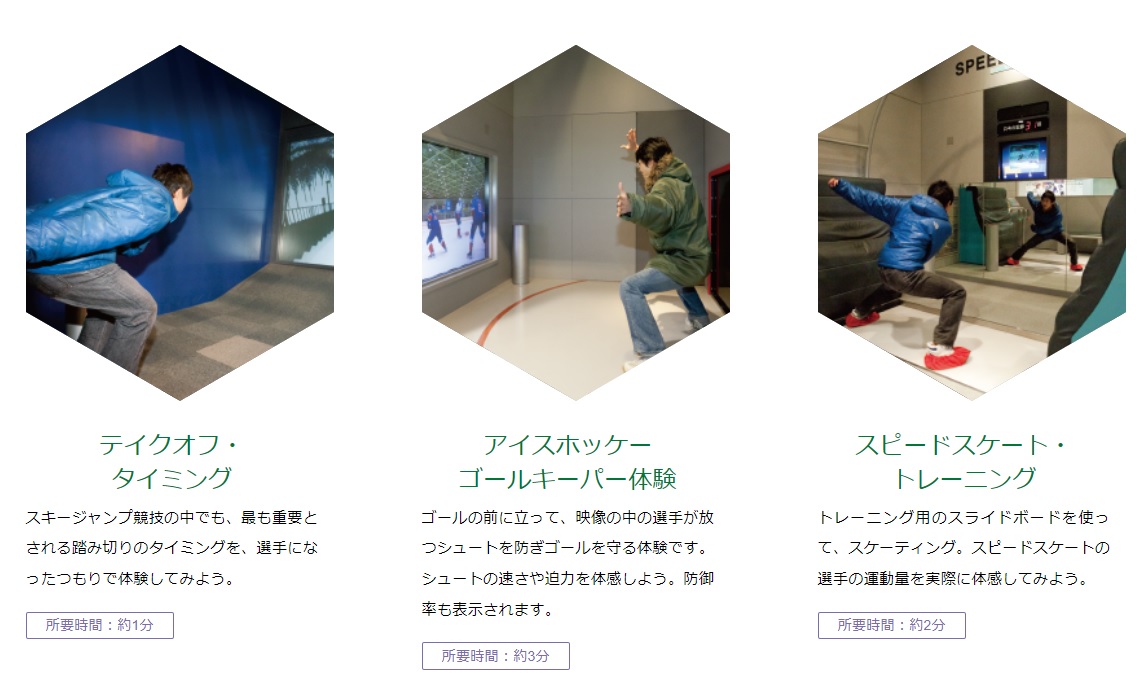 SPEE
31
テイクオフ・
タイミング
スキージャンプ競技の中でも、最も重要と
される踏み切りのタイミングを、選手にな
ったつもりで体験してみよう。
所要時間：約1分
アイスホッケー
ゴールキーパー体験
ゴールの前に立って、映像の中の選手が放
つシュートを防ぎゴールを守る体験です。
シュートの速さや迫力を体感しよう。防御
率も表示されます。
所要時間：約3分
スピードスケート・
トレーニング
トレーニング用のスライドボードを使っ
て、スケーティング。スピードスケートの
選手の運動量を実際に体感してみよう。
所要時間：約2分